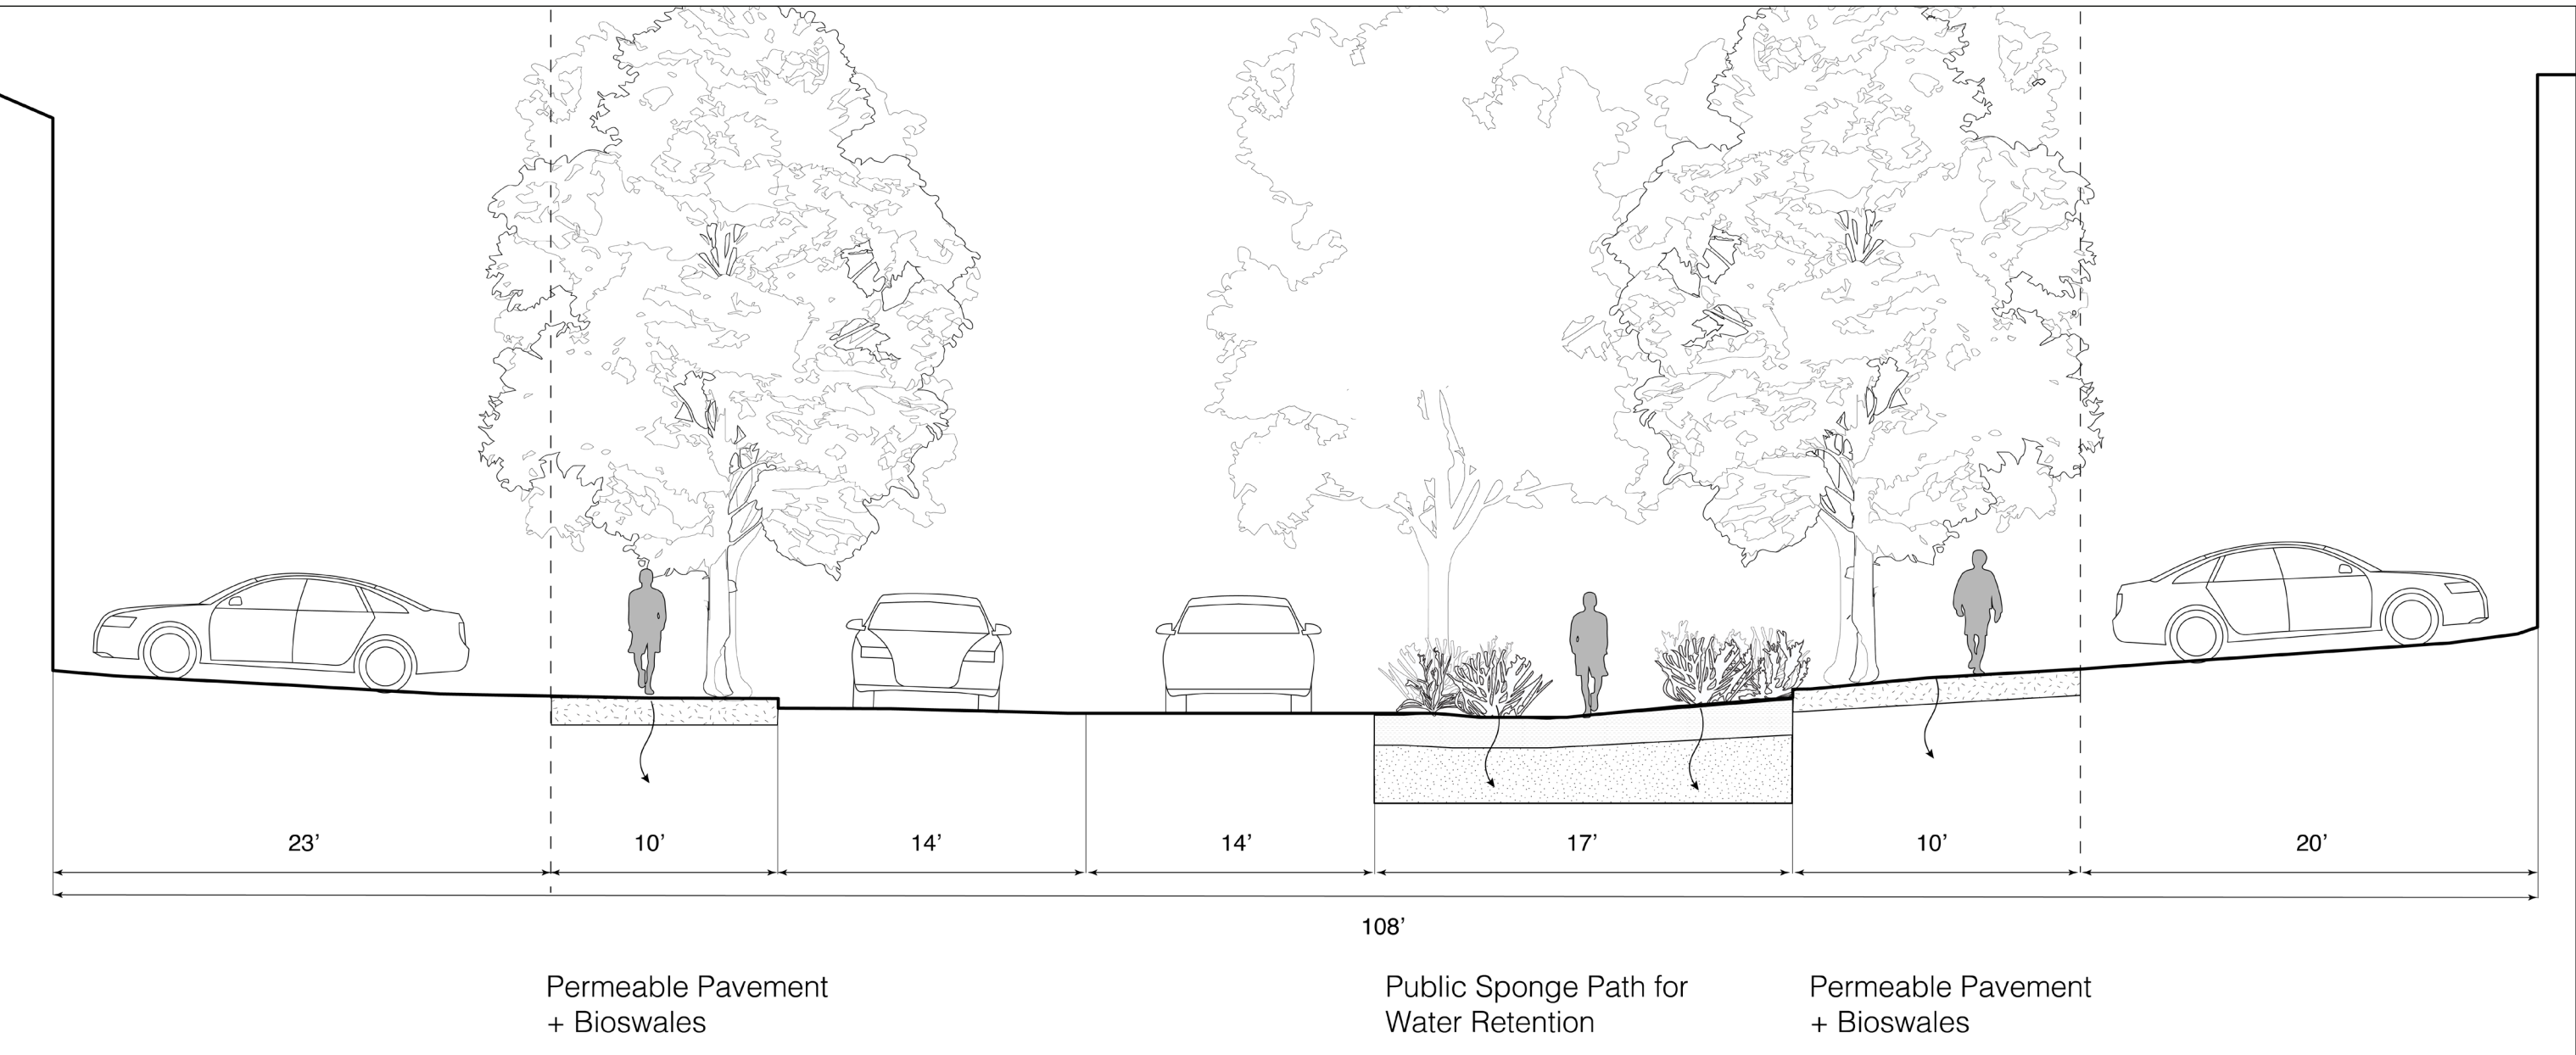 23’
10’
14’
14’
17’
10’
20’
108’
Permeable Pavement
+ Bioswales
Public Sponge Path for
Water Retention
Permeable Pavement
+ Bioswales